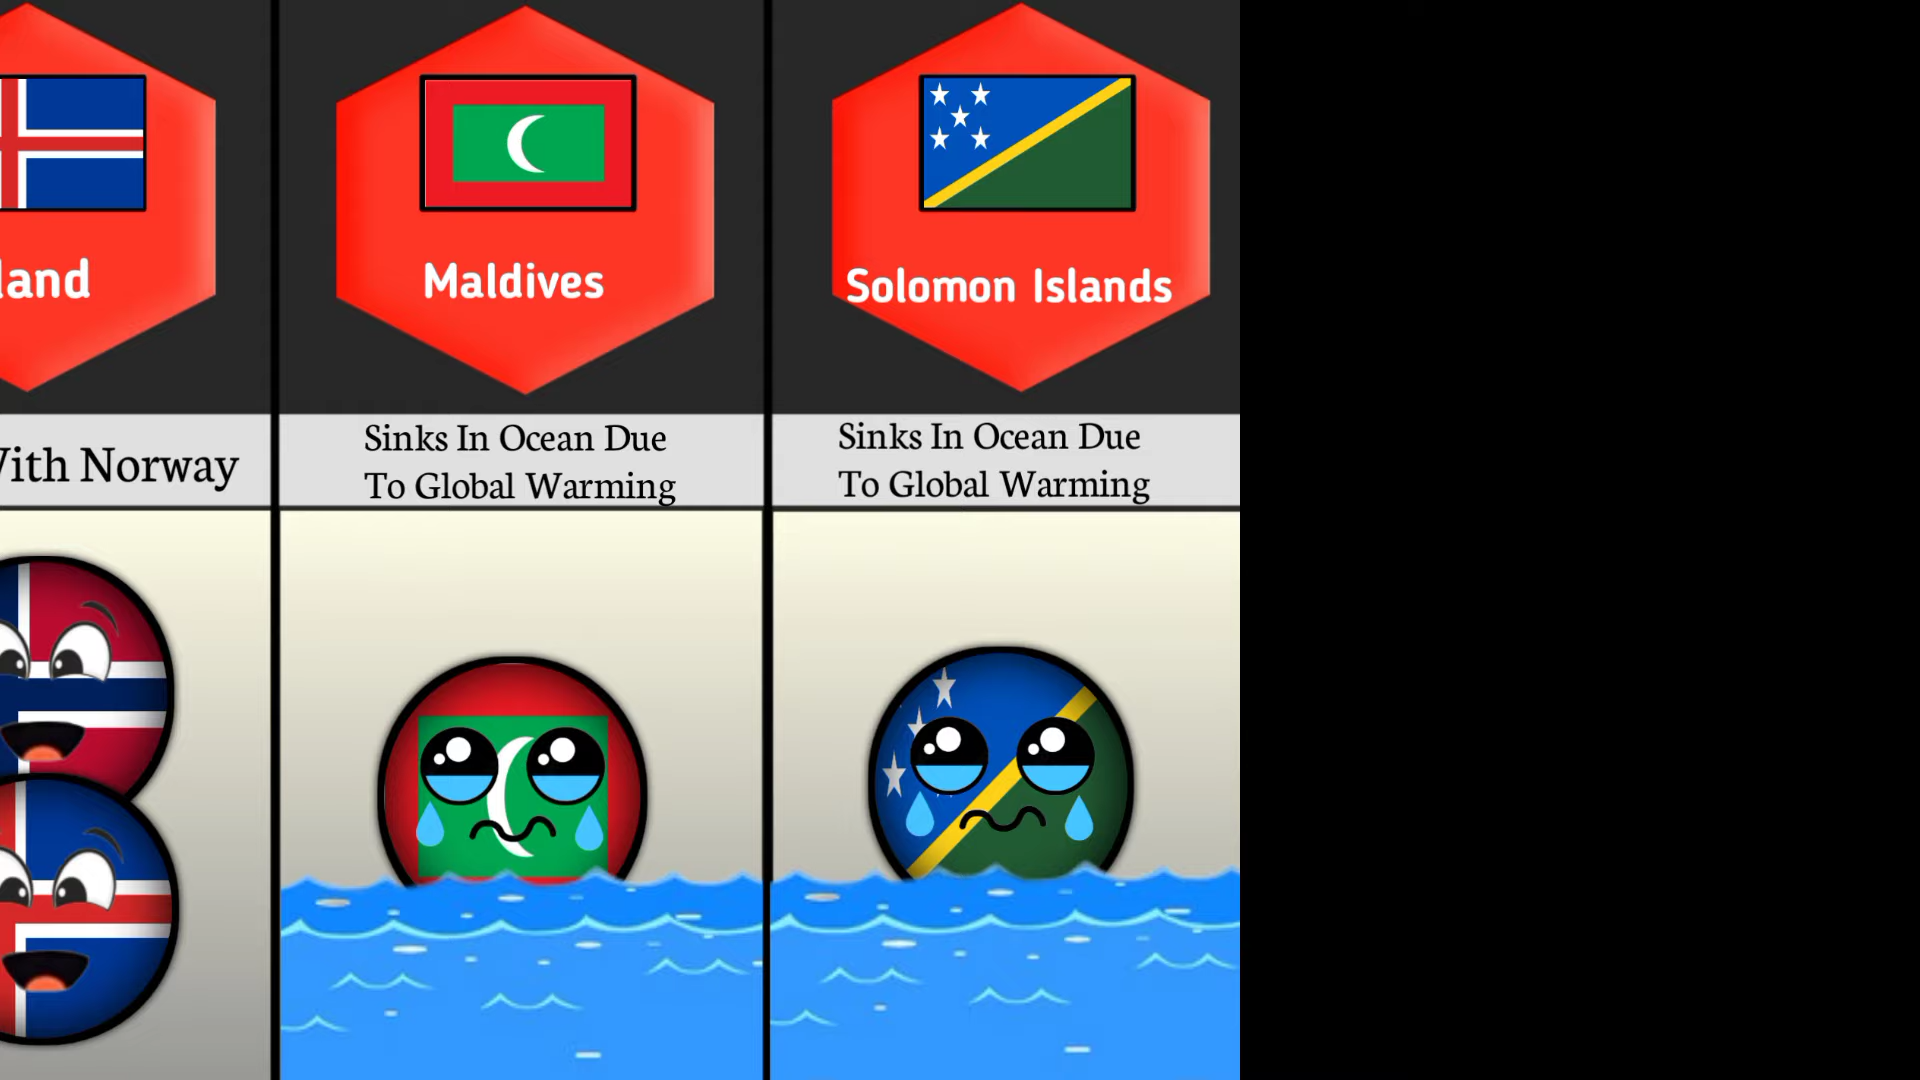 land
Maldives
Solomon Islands
With Norway
Sinks In Ocean Due
To Global Warming
Sinks In Ocean Due
To Global Warming